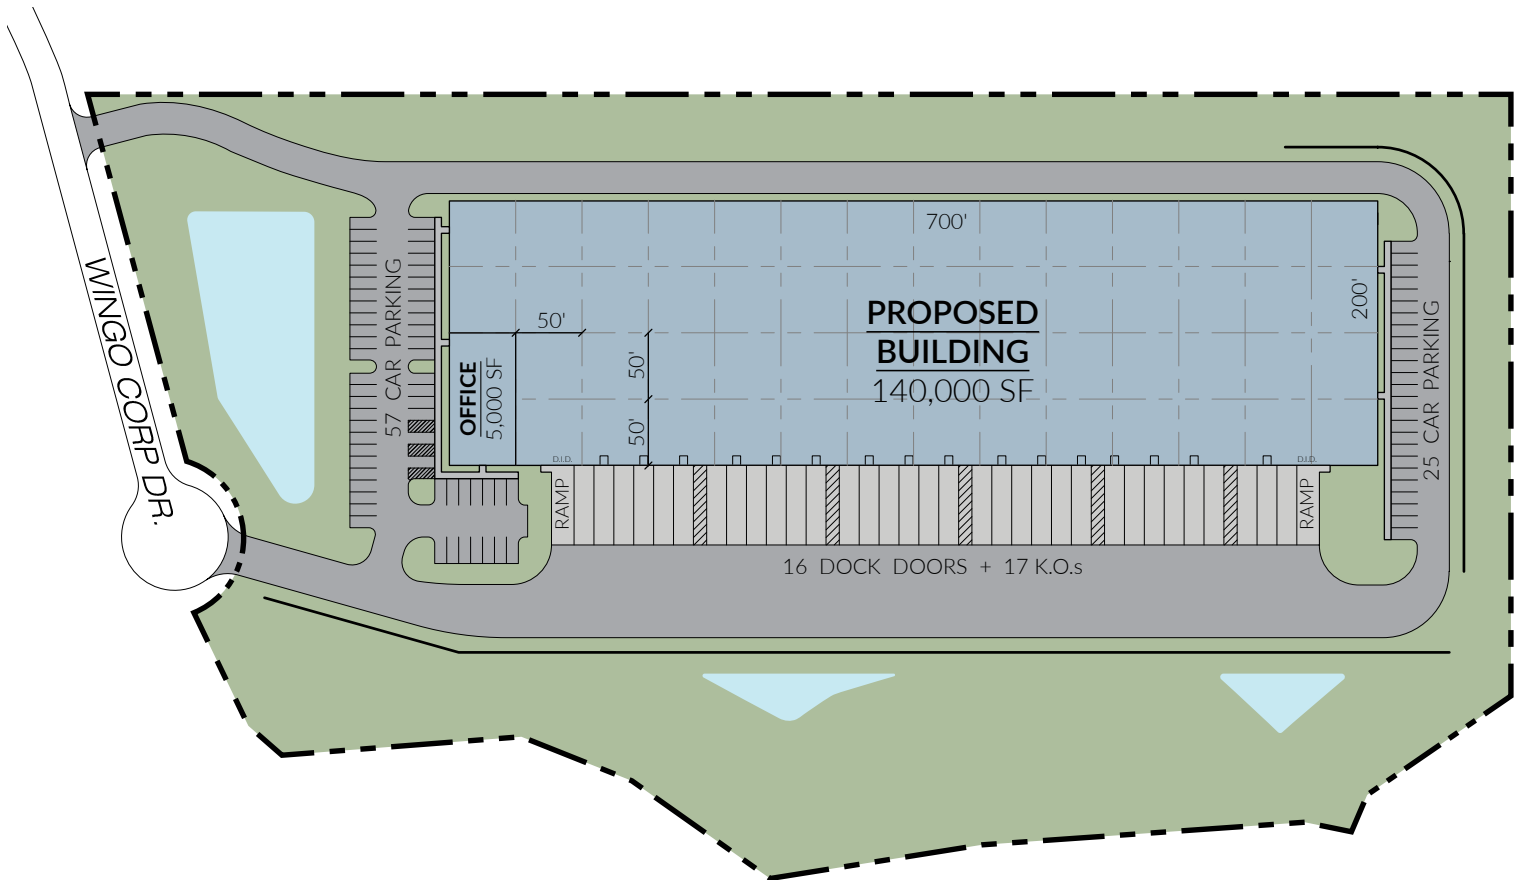 WINGO CORP DR.
57 CAR PARKING
700'
200'
50'
50'
50'
OFFICE
5,000 SF
PROPOSED
BUILDING
140,000 SF
25 CAR PARKING
D.I.D.
D.I.D.
RAMP
RAMP
16 DOCK DOORS + 17 K.O.s